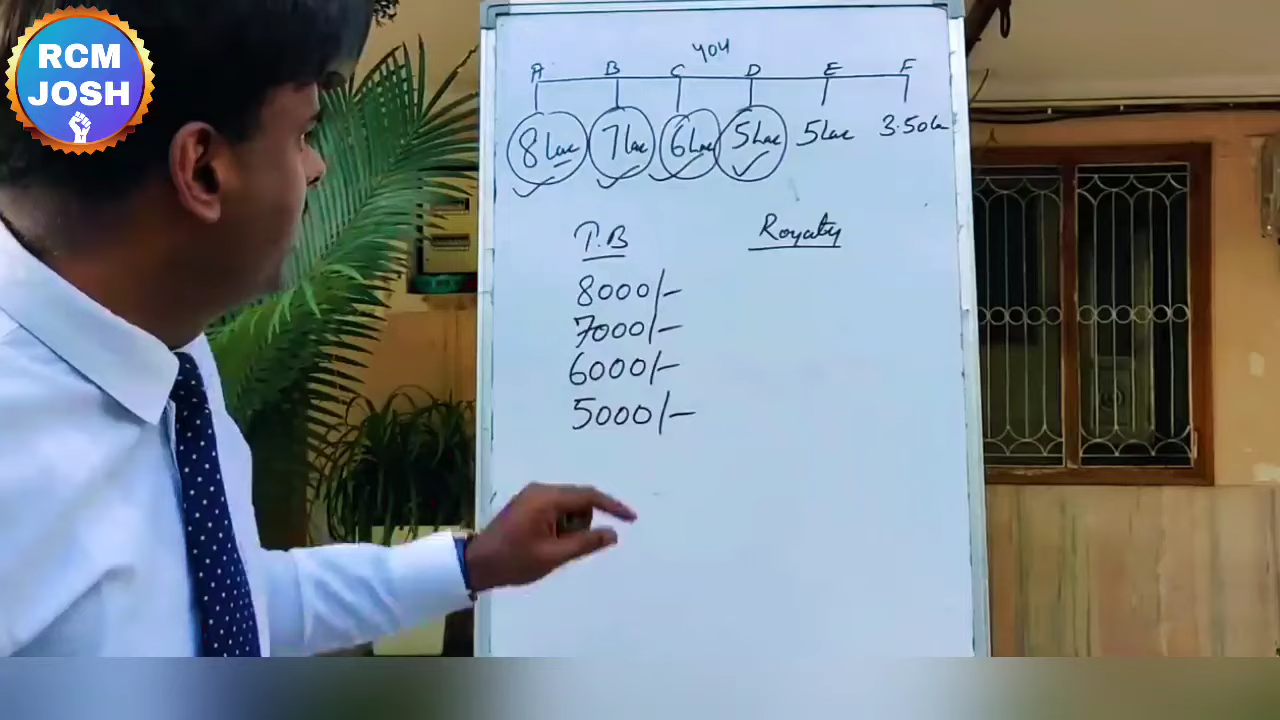 RCM
JOSH
YOU
A B C D E F
8 Lac 7 Lac 6 Lac 5 Lac 5 Lac 3.50 La
T.B Royalty
8000/-
7000/-
6000/-
5000/-